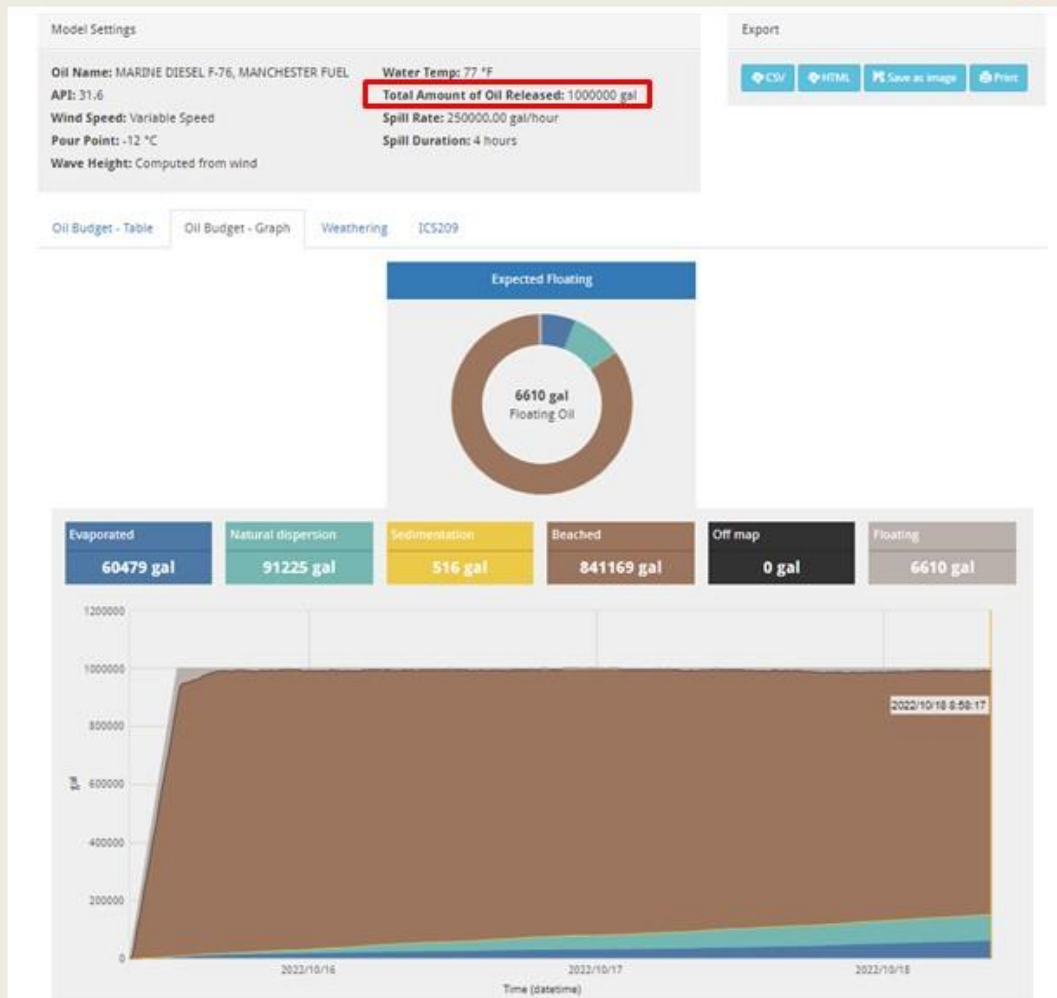 Model Settings
Export
Oil Name: MARINE DIESEL F-76, MANCHESTER FUEL
Water Temp: 77 °F
API: 31.6
Total Amount of Oil Released: 1000000 gal
Wind Speed: Variable Speed
Spill Rate: 250000.00 gal/hour
Pour Point: -12 °C
Spill Duration: 4 hours
Wave Height: Computed from wind
CSV
HTML
Save as image
Print
Oil Budget - Table
Oil Budget - Graph
Weathering
ICS209
Expected Floating
6610 gal
Floating Oil
Evaporated
60479 gal
Natural dispersion
91225 gal
Sedimentation
516 gal
Beached
841169 gal
Off map
0 gal
Floating
6610 gal
1200000
1000000
800000
600000
400000
200000
0
gal
2022/10/18 8:58:17
2022/10/16
2022/10/17
2022/10/18
Time (datetime)